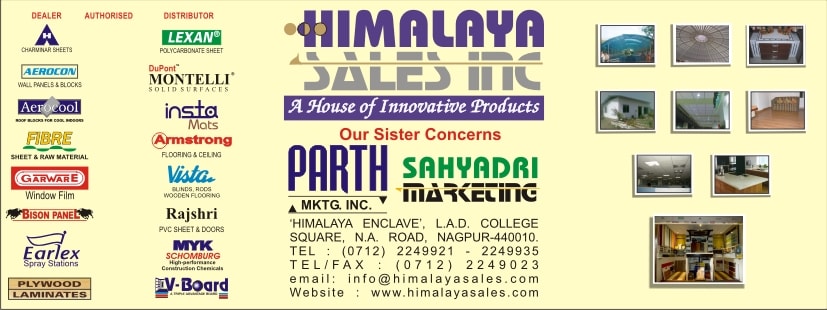 DEALER AUTHORISED DISTRIBUTOR
CHARMINAR SHEETS
AEROCON
WALL PANELS & BLOCKS
Aerocool
ROOF BLOCKS FOR COOL INDOORS
FIBRE
SHEET & RAW MATERIAL
GARWARE
Window Film
BISON PANEL
Earlex
Spray Stations
PLYWOOD
LAMINATES
LEXAN®
POLYCARBONATE SHEET
DuPont™
MONTELLI®
SOLID SURFACES
insta
Mats
Armstrong
FLOORING & CEILING
Vista
BLINDS, RODS
WOODEN FLOORING
Rajshri
PVC SHEET & DOORS
MYK
SCHOMBURG
High-performance
Construction Chemicals
V-Board
HIMALAYA
SALES INC
A House of Innovative Products
Our Sister Concerns
PARTH
MKTG. INC.
SAHYADRI
MARKETING
'HIMALAYA ENCLAVE', L.A.D. COLLEGE
SQUARE, N.A. ROAD, NAGPUR-440010.
TEL : (0712) 2249921 - 2249935
TEL/FAX : (0712) 2249023
email: info@himalayasales.com
Website : www.himalayasales.com